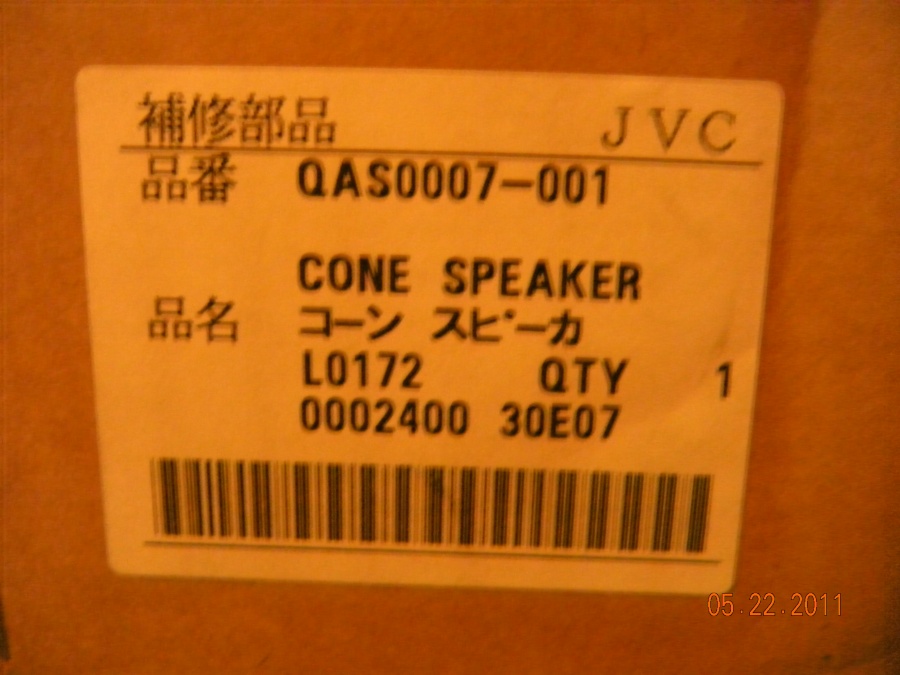 補修部品 JVC
品番 QAS0007-001
CONE SPEAKER
品名 コーン スピーカ
L0172 QTY 1
0002400 30E07
05.22.2011